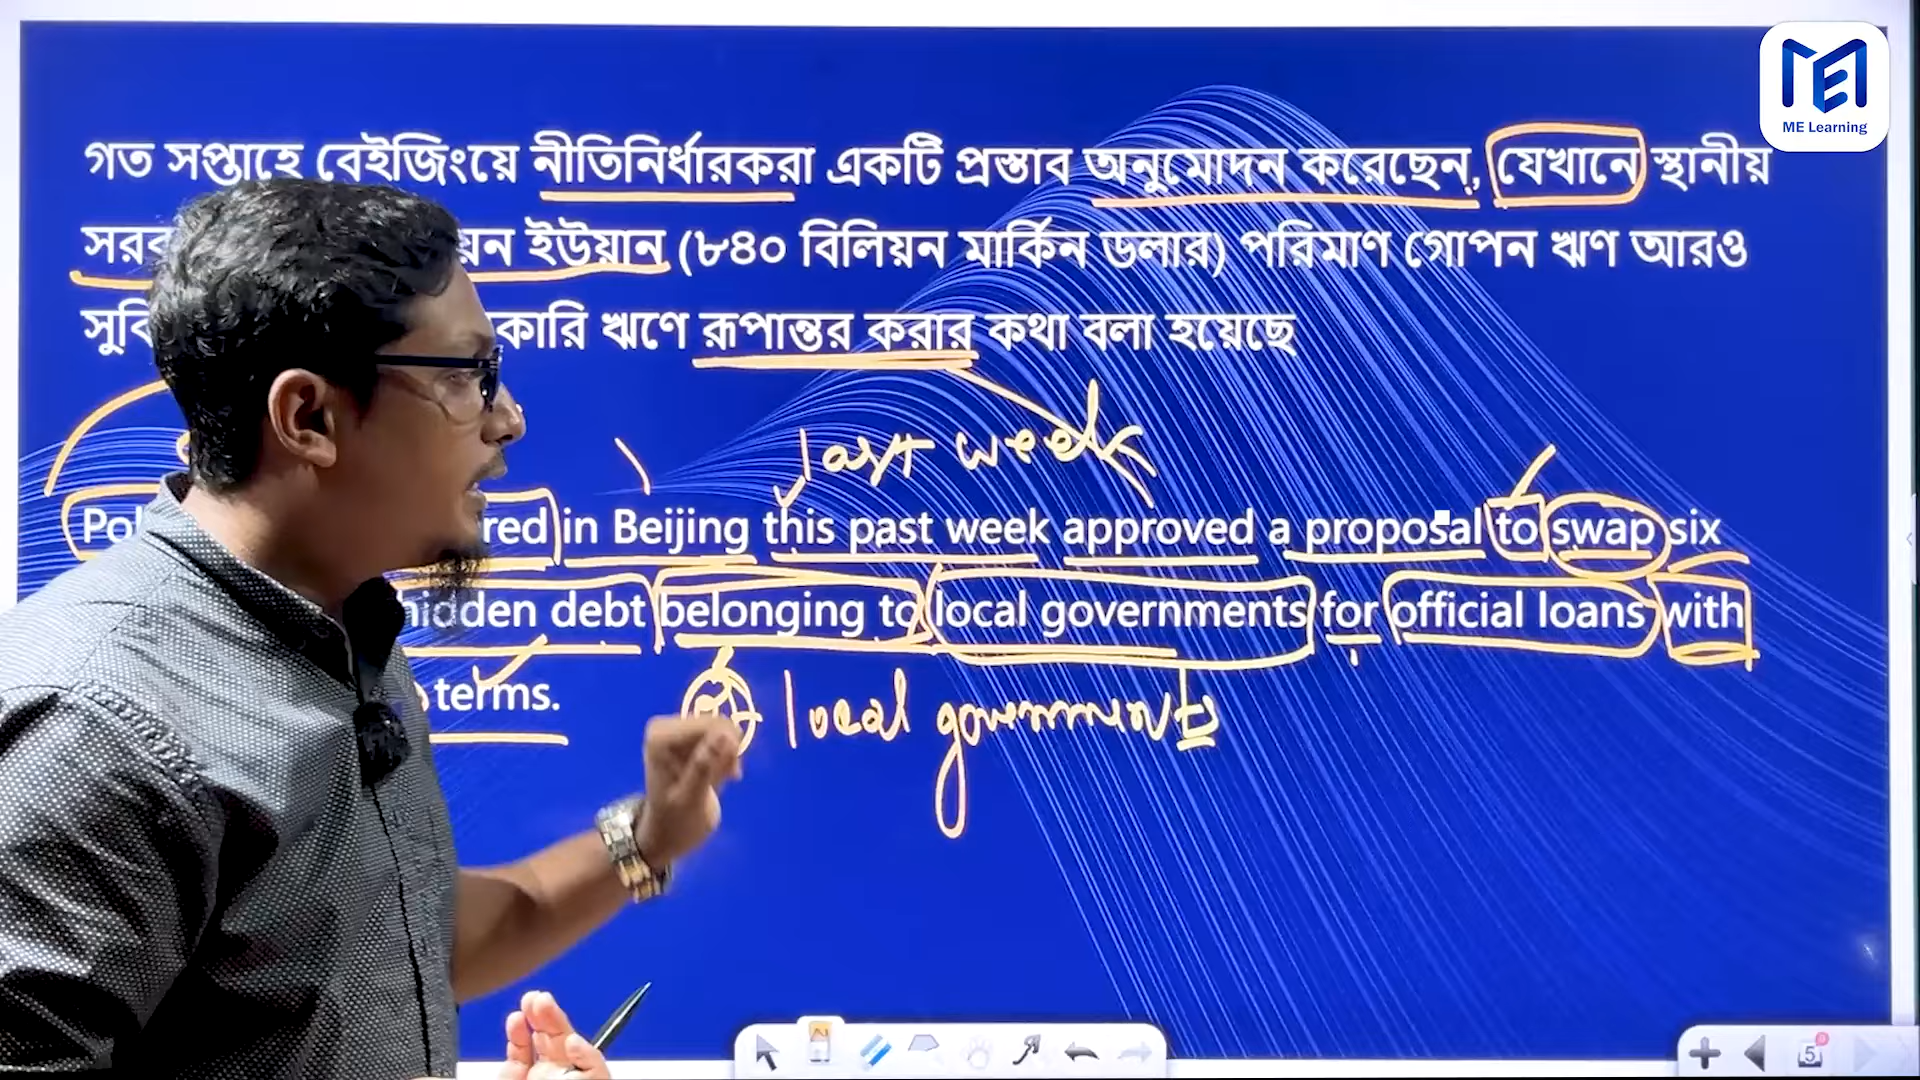 ME Learning
গত সপ্তাহে বেইজিংয়ে নীতিনির্ধারকরা একটি প্রস্তাব অনুমোদন করেছেন, যেখানে স্থানীয়
ইউয়ান (৮৪০ বিলিয়ন মার্কিন ডলার) পরিমাণ গোপন ঋণ আরও
ঋণে রূপান্তর করার কথা বলা হয়েছে
last week
in Beijing this past week approved a proposal to swap six
hidden debt belonging to local governments for official loans with
terms.
local governments
5